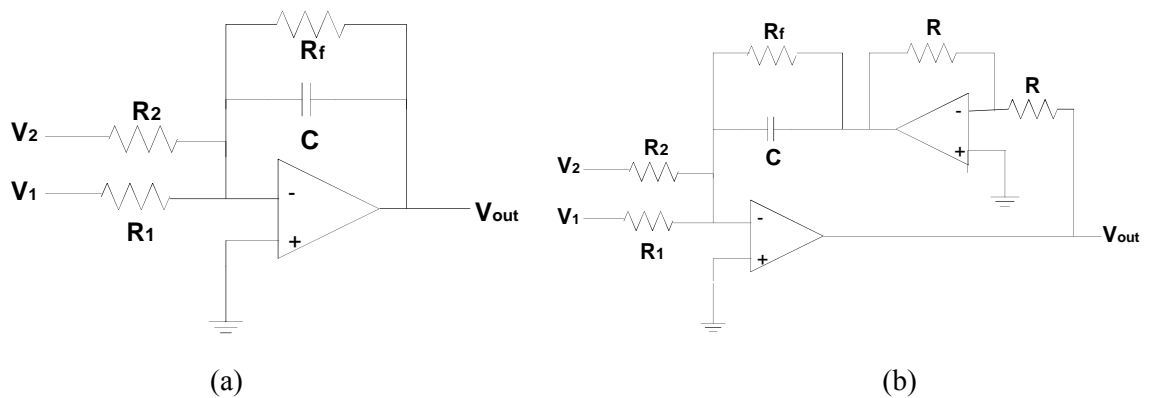 Rf
C
R2
V2
R1
V1
-
+
Vout
(a)
Rf
R
R
C
-
+
R2
V2
V1
R1
-
+
Vout
(b)